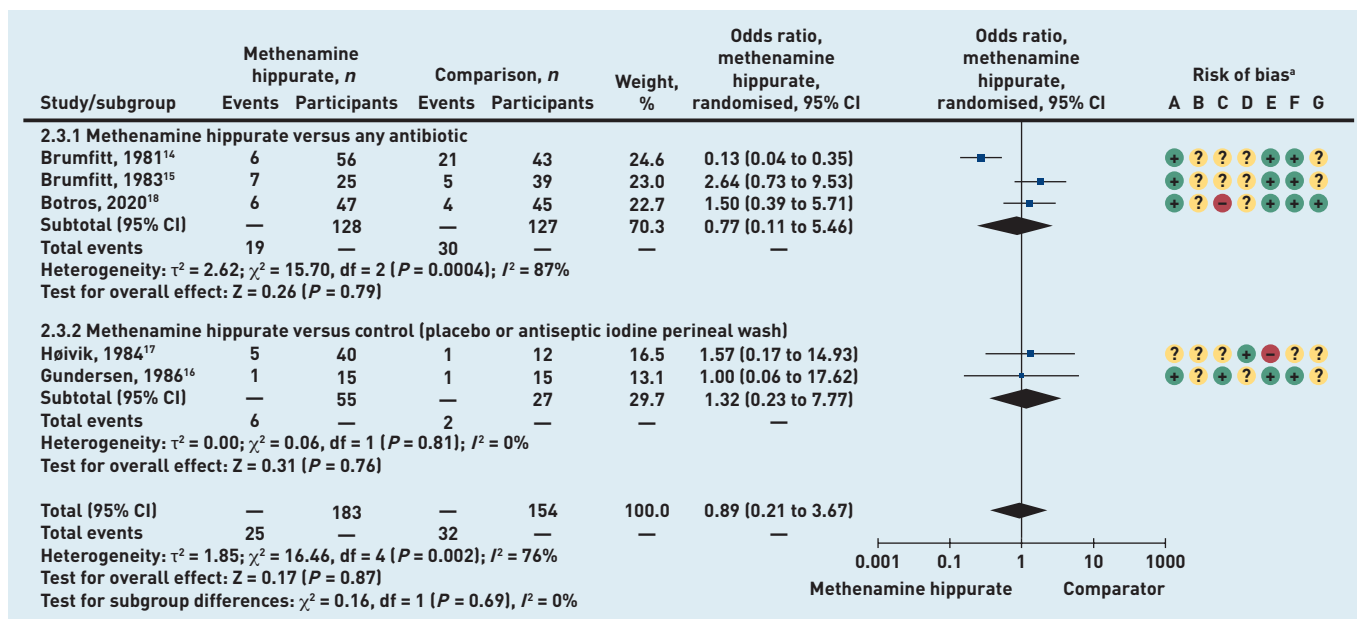 Methenamine hippurate, n
Comparison, n
Weight, %
Odds ratio, methenamine hippurate, randomised, 95% CI
Odds ratio, methenamine hippurate, randomised, 95% CI
Risk of biasᵃ
Study/subgroup Events Participants Events Participants A B C D E F G
2.3.1 Methenamine hippurate versus any antibiotic
Brumfitt, 1981¹⁴ 6 56 21 43 24.6 0.13 (0.04 to 0.35) + ? ? ? + + ?
Brumfitt, 1983¹⁵ 7 25 5 39 23.0 2.64 (0.73 to 9.53) + ? ? ? + + ?
Botros, 2020¹⁸ 6 47 4 45 22.7 1.50 (0.39 to 5.71) + ? − ? + + +
Subtotal (95% CI) — 128 — 127 70.3 0.77 (0.11 to 5.46)
Total events 19 — 30 — — —
Heterogeneity: τ² = 2.62; χ² = 15.70, df = 2 (P = 0.0004); I² = 87%
Test for overall effect: Z = 0.26 (P = 0.79)
2.3.2 Methenamine hippurate versus control (placebo or antiseptic iodine perineal wash)
Høivik, 1984¹⁷ 5 40 1 12 16.5 1.57 (0.17 to 14.93) ? ? ? + − ? ?
Gundersen, 1986¹⁶ 1 15 1 15 13.1 1.00 (0.06 to 17.62) + ? + ? + + ?
Subtotal (95% CI) — 55 — 27 29.7 1.32 (0.23 to 7.77)
Total events 6 — 2 — — —
Heterogeneity: τ² = 0.00; χ² = 0.06, df = 1 (P = 0.81); I² = 0%
Test for overall effect: Z = 0.31 (P = 0.76)
Total (95% CI) — 183 — 154 100.0 0.89 (0.21 to 3.67)
Total events 25 — 32 — — —
Heterogeneity: τ² = 1.85; χ² = 16.46, df = 4 (P = 0.002); I² = 76%
Test for overall effect: Z = 0.17 (P = 0.87)
Test for subgroup differences: χ² = 0.16, df = 1 (P = 0.69), I² = 0%
0.001 0.1 1 10 1000
Methenamine hippurate Comparator